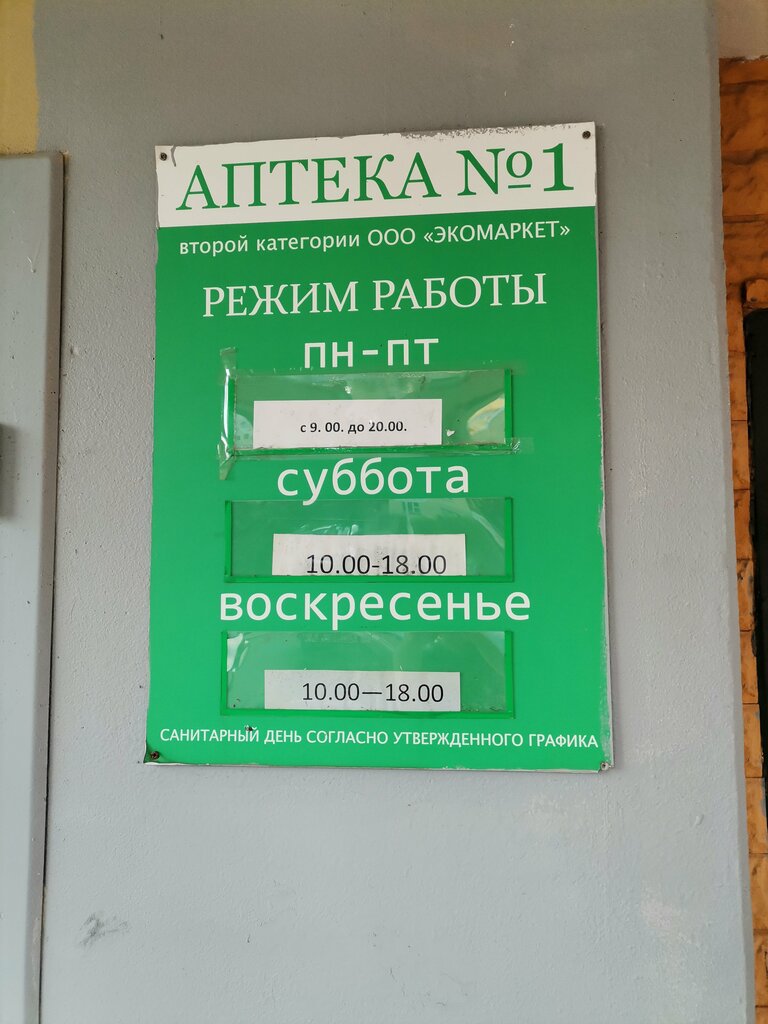 АПТЕКА №1
второй категории ООО «ЭКОМАРКЕТ»
РЕЖИМ РАБОТЫ
пн-пт
с 9. 00. до 20.00.
суббота
10.00-18.00
воскресенье
10.00—18.00
САНИТАРНЫЙ ДЕНЬ СОГЛАСНО УТВЕРЖДЕННОГО ГРАФИКА